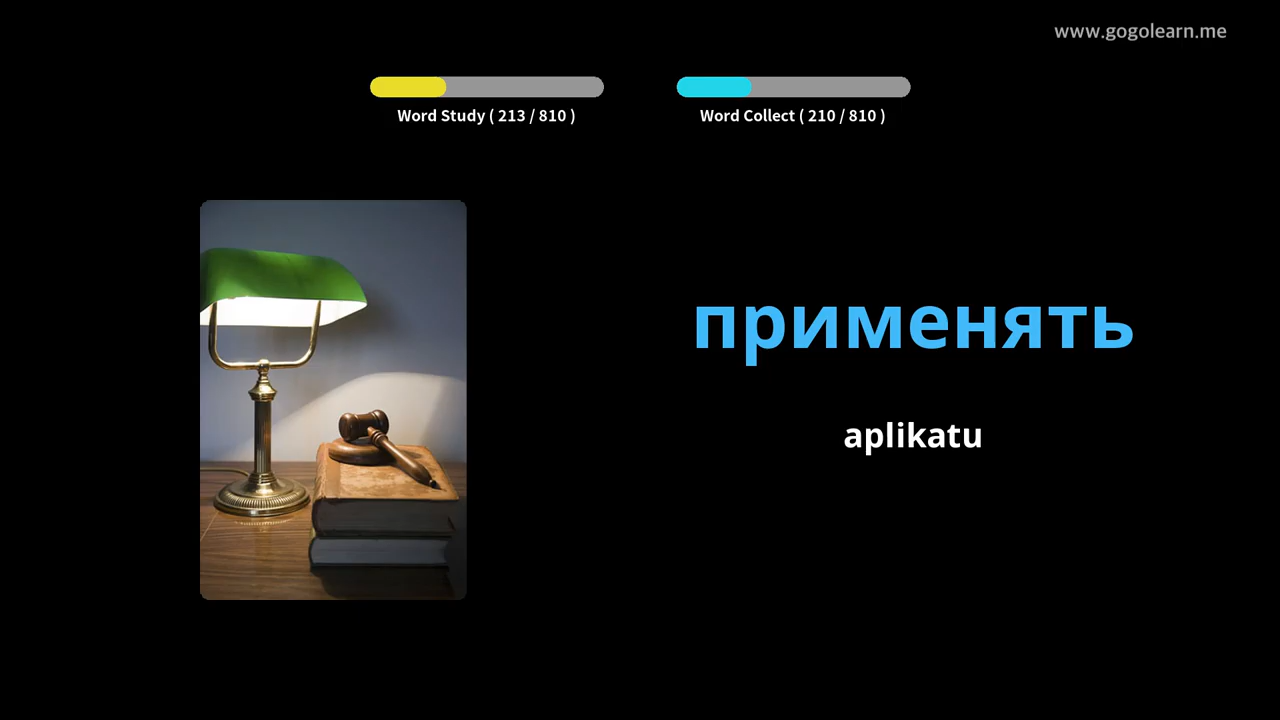 www.gogolearn.me
Word Study ( 213 / 810 )
Word Collect ( 210 / 810 )
применять
aplikatu